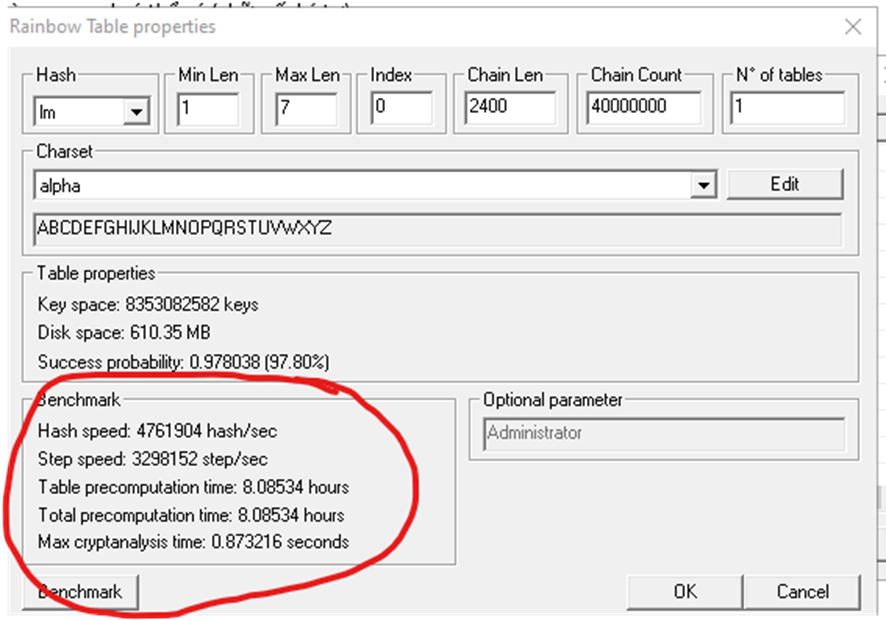 Rainbow Table properties
Hash Min Len Max Len Index Chain Len Chain Count N° of tables
lm 1 7 0 2400 40000000 1
Charset
alpha Edit
ABCDEFGHIJKLMNOPQRSTUVWXYZ
Table properties
Key space: 8353082582 keys
Disk space: 610.35 MB
Success probability: 0.978038 (97.80%)
Benchmark
Hash speed: 4761904 hash/sec
Step speed: 3298152 step/sec
Table precomputation time: 8.08534 hours
Total precomputation time: 8.08534 hours
Max cryptanalysis time: 0.873216 seconds
Optional parameter
Administrator
Benchmark OK Cancel